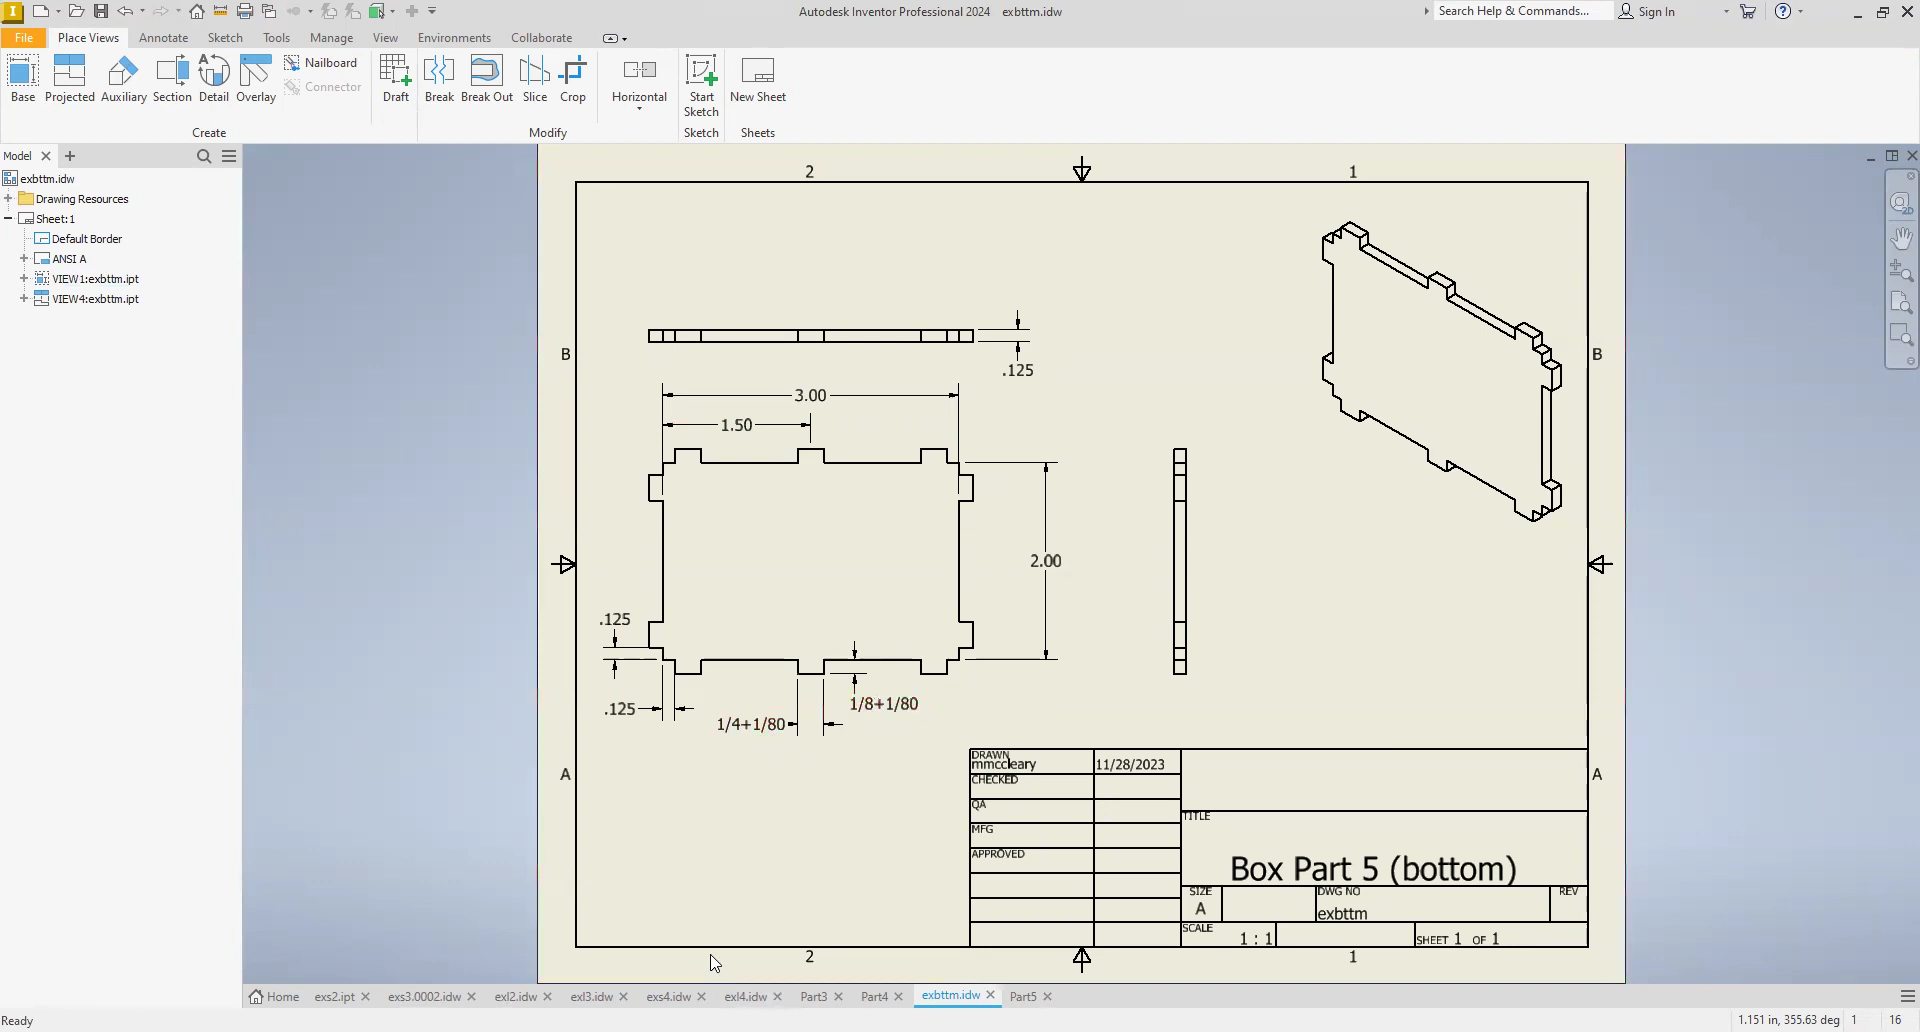 Autodesk Inventor Professional 2024 exbttm.idw
Search Help & Commands...
Sign In
File
Place Views
Annotate
Sketch
Tools
Manage
View
Environments
Collaborate
Base
Projected
Auxiliary
Section
Detail
Overlay
Nailboard
Connector
Draft
Break
Break Out
Slice
Crop
Horizontal
Start
Sketch
New Sheet
Create
Modify
Sketch
Sheets
Model
exbttm.idw
Drawing Resources
Sheet:1
Default Border
ANSI A
VIEW1:exbttm.ipt
VIEW4:exbttm.ipt
2
1
B
B
.125
3.00
1.50
2.00
.125
.125
1/4+1/80
1/8+1/80
A
A
DRAWN
mmccleary
11/28/2023
CHECKED
QA
MFG
APPROVED
TITLE
Box Part 5 (bottom)
SIZE
A
DWG NO
exbttm
REV
SCALE
1 : 1
SHEET 1 OF 1
2
1
Home
exs2.ipt
exs3.0002.idw
exl2.idw
exl3.idw
exs4.idw
exl4.idw
Part3
Part4
exbttm.idw
Part5
Ready
1.151 in, 355.63 deg
1
16